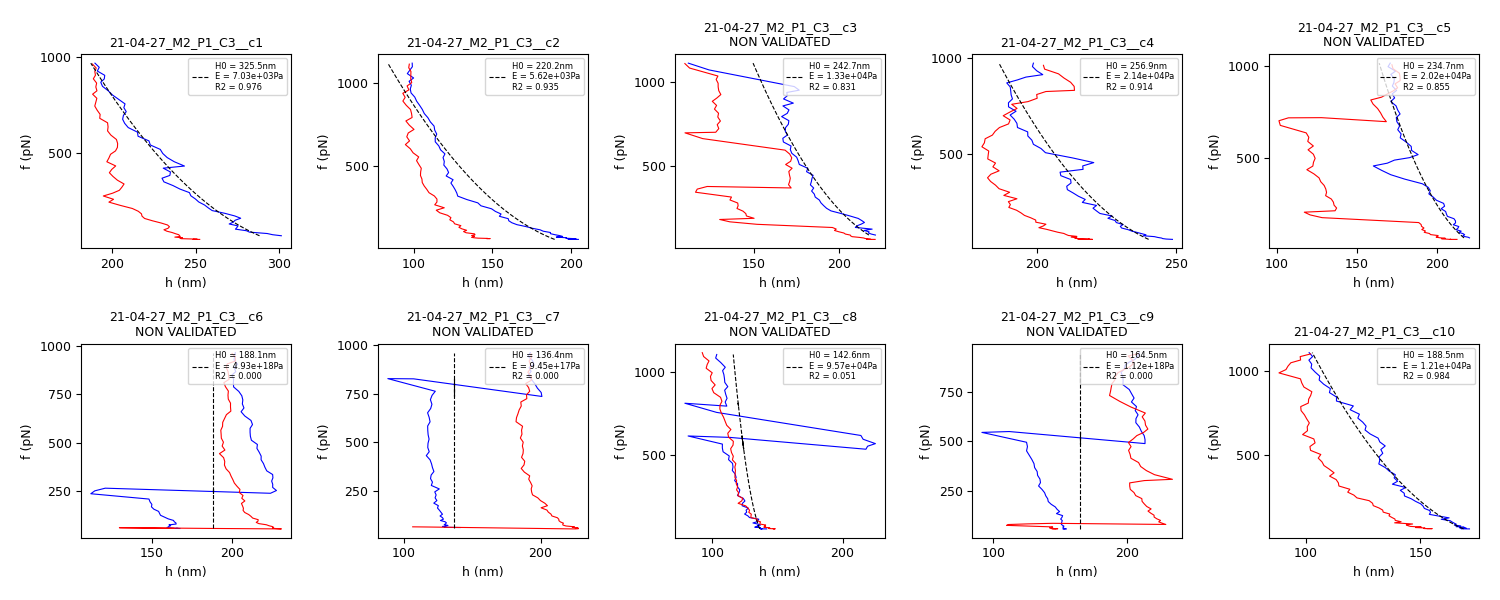 21-04-27_M2_P1_C3__c1
H0 = 325.5nm
E = 7.03e+03Pa
R2 = 0.976
1000
500
f (pN)
200
250
300
h (nm)
21-04-27_M2_P1_C3__c2
H0 = 220.2nm
E = 5.62e+03Pa
R2 = 0.935
1000
500
f (pN)
100
150
200
h (nm)
21-04-27_M2_P1_C3__c3
NON VALIDATED
H0 = 242.7nm
E = 1.33e+04Pa
R2 = 0.831
1000
500
f (pN)
150
200
h (nm)
21-04-27_M2_P1_C3__c4
H0 = 256.9nm
E = 2.14e+04Pa
R2 = 0.914
1000
500
f (pN)
200
250
h (nm)
21-04-27_M2_P1_C3__c5
NON VALIDATED
H0 = 234.7nm
E = 2.02e+04Pa
R2 = 0.855
1000
500
f (pN)
100
150
200
h (nm)
21-04-27_M2_P1_C3__c6
NON VALIDATED
H0 = 188.1nm
E = 4.93e+18Pa
R2 = 0.000
1000
750
500
250
f (pN)
150
200
h (nm)
21-04-27_M2_P1_C3__c7
NON VALIDATED
H0 = 136.4nm
E = 9.45e+17Pa
R2 = 0.000
1000
750
500
250
f (pN)
100
200
h (nm)
21-04-27_M2_P1_C3__c8
NON VALIDATED
H0 = 142.6nm
E = 9.57e+04Pa
R2 = 0.051
1000
500
f (pN)
100
200
h (nm)
21-04-27_M2_P1_C3__c9
NON VALIDATED
H0 = 164.5nm
E = 1.12e+18Pa
R2 = 0.000
750
500
250
f (pN)
100
200
h (nm)
21-04-27_M2_P1_C3__c10
H0 = 188.5nm
E = 1.21e+04Pa
R2 = 0.984
1000
500
f (pN)
100
150
h (nm)